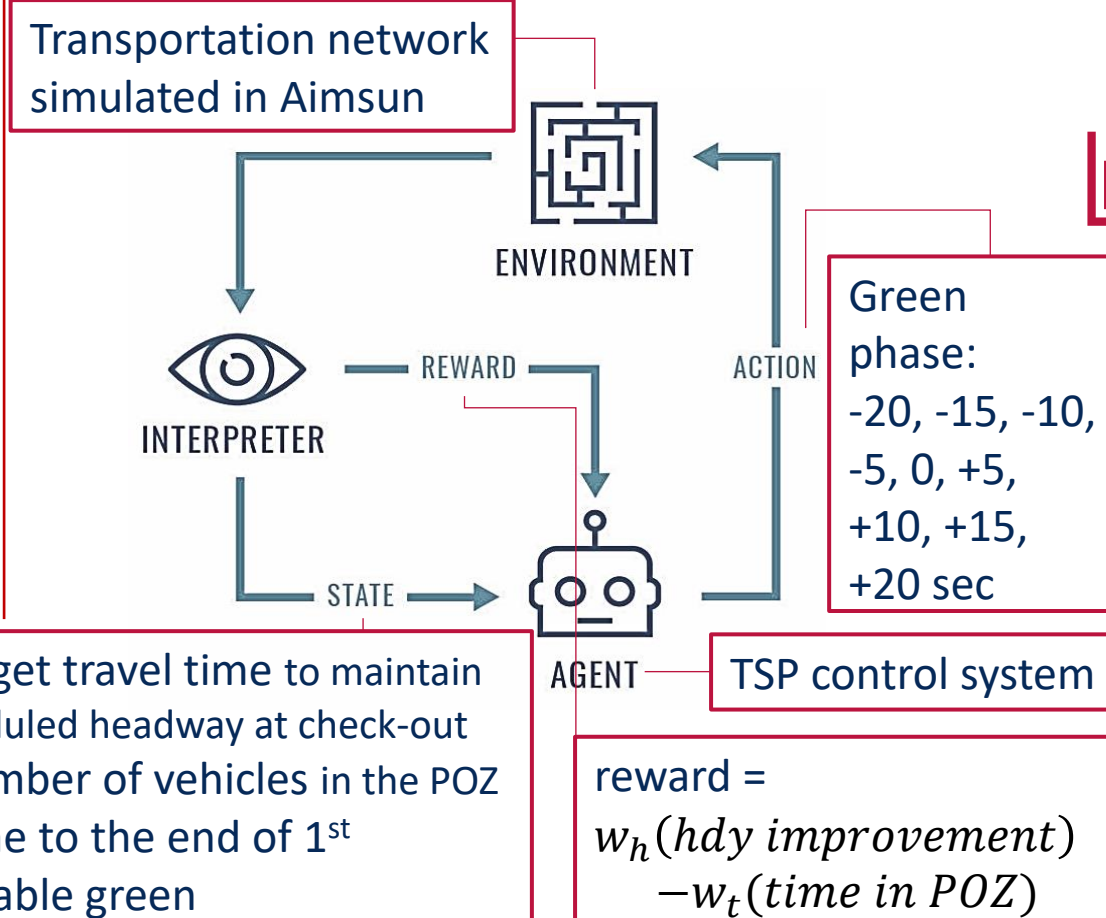 Transportation network
simulated in Aimsun
ENVIRONMENT
Green
phase:
-20, -15, -10,
-5, 0, +5,
+10, +15,
+20 sec
REWARD
ACTION
INTERPRETER
STATE
AGENT
TSP control system
get travel time to maintain
duled headway at check-out
mber of vehicles in the POZ
e to the end of 1st
able green
reward =
w_h(hdy improvement)
−w_t(time in POZ)